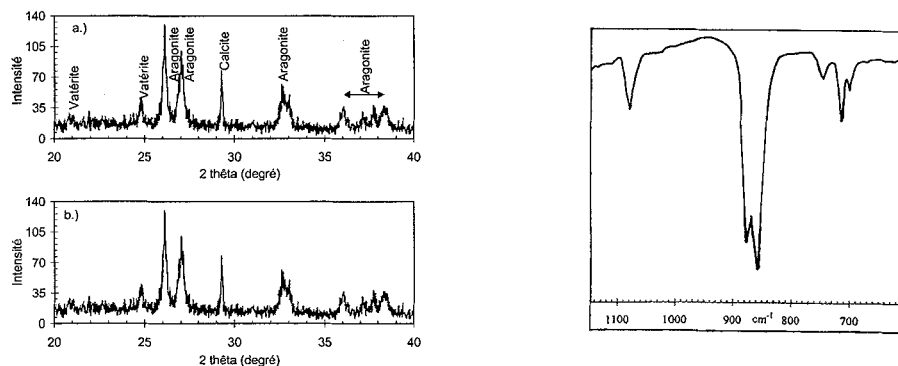 a.)
Intensité
140
105
70
35
0
Vatérite
Vatérite
Aragonite
Aragonite
Calcite
Aragonite
Aragonite
20 25 30 35 40
2 thêta (degré)
b.)
Intensité
140
105
70
35
0
20 25 30 35 40
2 thêta (degré)
1100 1000 900 cm⁻¹ 800 700